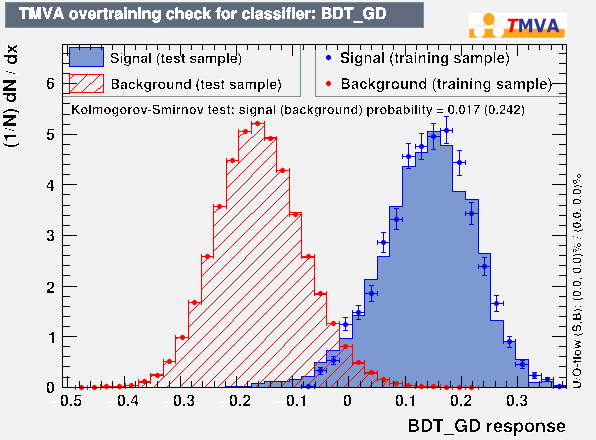 TMVA overtraining check for classifier: BDT_GD
TMVA
Signal (test sample)
Background (test sample)
Signal (training sample)
Background (training sample)
Kolmogorov-Smirnov test: signal (background) probability = 0.017 (0.242)
(1/N) dN / dx
6
5
4
3
2
1
0
-0.5 -0.4 -0.3 -0.2 -0.1 0 0.1 0.2 0.3
BDT_GD response
U/O-flow (S,B): (0.0, 0.0)% / (0.0, 0.0)%